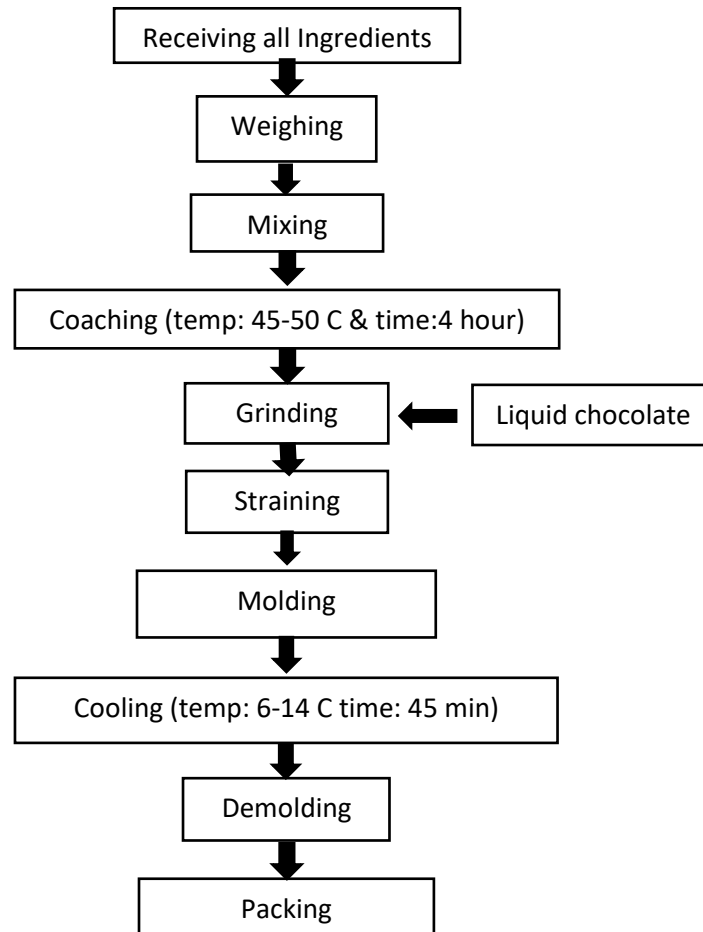 Receiving all Ingredients
Weighing
Mixing
Coaching (temp: 45-50 C & time:4 hour)
Grinding
Liquid chocolate
Straining
Molding
Cooling (temp: 6-14 C time: 45 min)
Demolding
Packing